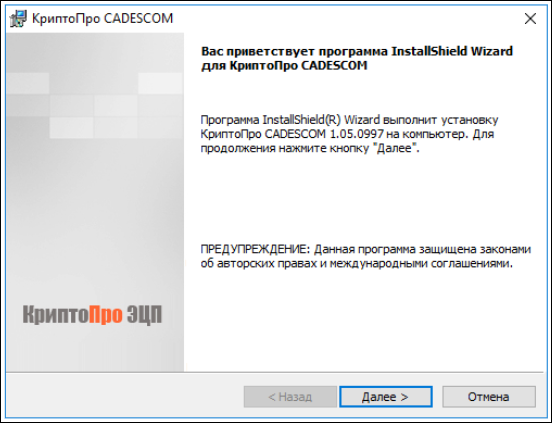 КриптоПро CADESCOM
Вас приветствует программа InstallShield Wizard
для КриптоПро CADESCOM
Программа InstallShield(R) Wizard выполнит установку
КриптоПро CADESCOM 1.05.0997 на компьютер. Для
продолжения нажмите кнопку "Далее".
ПРЕДУПРЕЖДЕНИЕ: Данная программа защищена законами
об авторских правах и международными соглашениями.
КриптоПро ЭЦП
< Назад
Далее >
Отмена